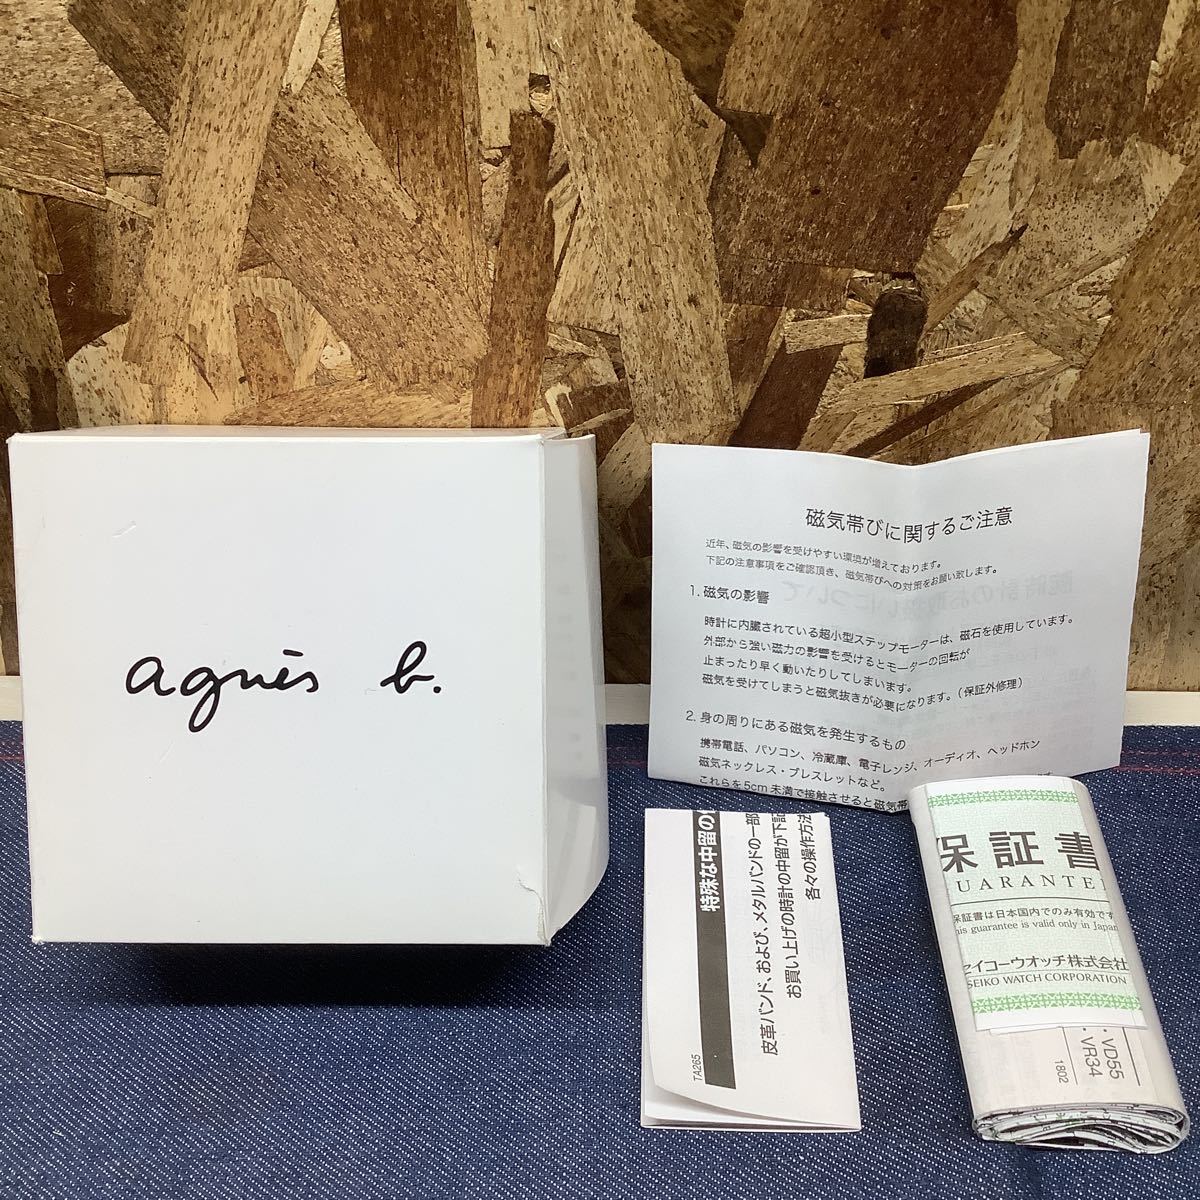 agnès b.
磁気帯びに関するご注意
近年、磁気の影響を受けやすい環境が増えております。
下記の注意事項をご確認頂き、磁気帯びへの対策をお願い致します。
1. 磁気の影響
時計に内臓されている超小型ステップモーターは、磁石を使用しています。
外部から強い磁力の影響を受けるとモーターの回転が
止まったり早く動いたりしてしまいます。
磁気を受けてしまうと磁気抜きが必要になります。(保証外修理)
2. 身の周りにある磁気を発生するもの
携帯電話、パソコン、冷蔵庫、電子レンジ、オーディオ、ヘッドホン
磁気ネックレス・ブレスレットなど。
これらを5cm未満で接触させると磁気帯
特殊な中留の
皮革バンド、および、メタルバンドの一部
お買い上げの時計の中留が下記
各々の操作方法
TA265
保証書
UARANTE
保証書は日本国内でのみ有効です
his guarantee is valid only in Japan
セイコーウオッチ株式会社
SEIKO WATCH CORPORATION
: VD55
: VR34
1802